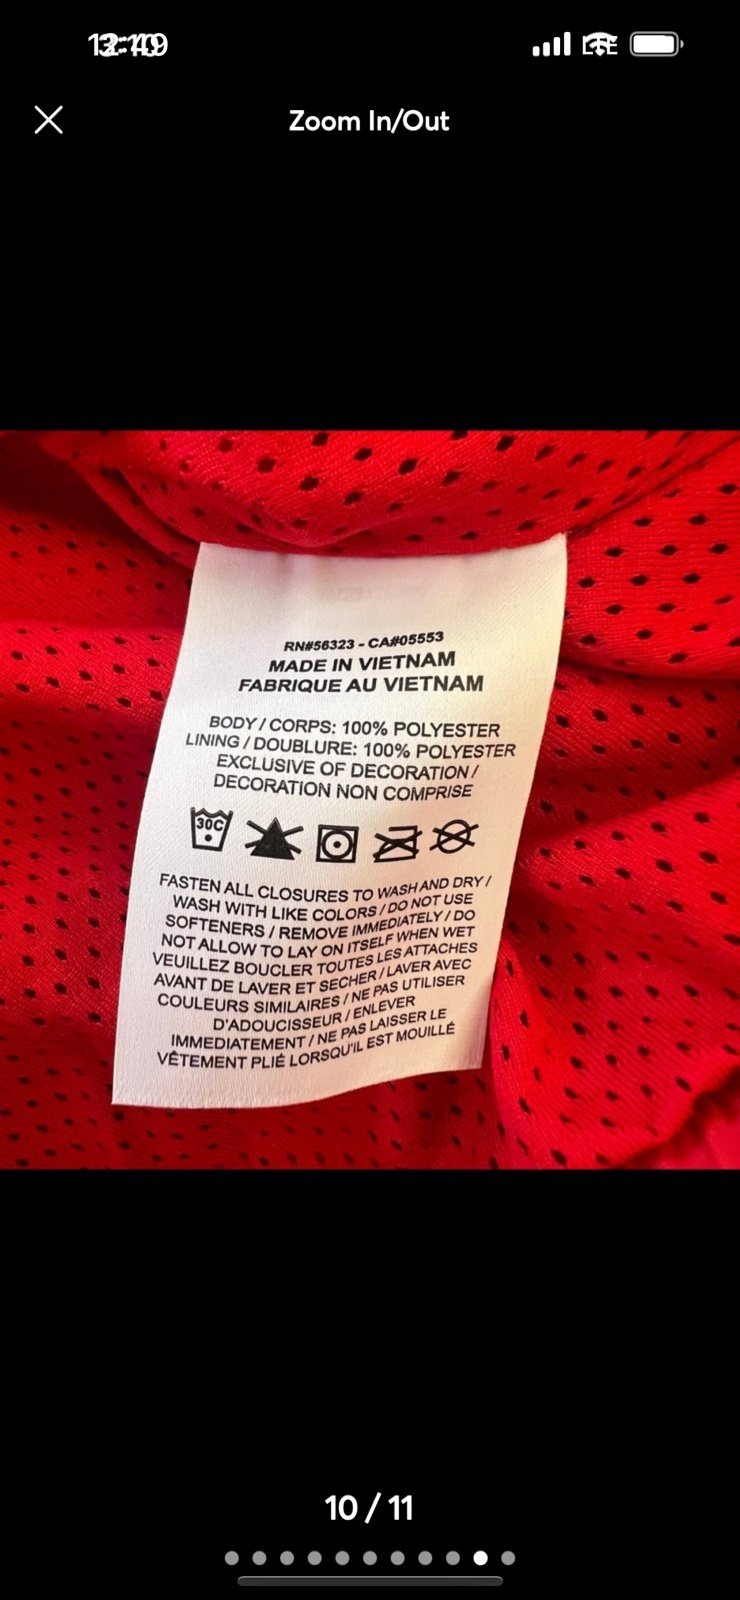 Zoom In/Out
RN#56323 - CA#05553
MADE IN VIETNAM
FABRIQUE AU VIETNAM
BODY / CORPS: 100% POLYESTER
LINING / DOUBLURE: 100% POLYESTER
EXCLUSIVE OF DECORATION /
DECORATION NON COMPRISE
30C
FASTEN ALL CLOSURES TO WASH AND DRY /
WASH WITH LIKE COLORS / DO NOT USE
SOFTENERS / REMOVE IMMEDIATELY / DO
NOT ALLOW TO LAY ON ITSELF WHEN WET
VEUILLEZ BOUCLER TOUTES LES ATTACHES
AVANT DE LAVER ET SECHER / LAVER AVEC
COULEURS SIMILAIRES / NE PAS UTILISER
D'ADOUCISSEUR / ENLEVER
IMMEDIATEMENT / NE PAS LAISSER LE
VÊTEMENT PLIÉ LORSQU'IL EST MOUILLÉ
10 / 11